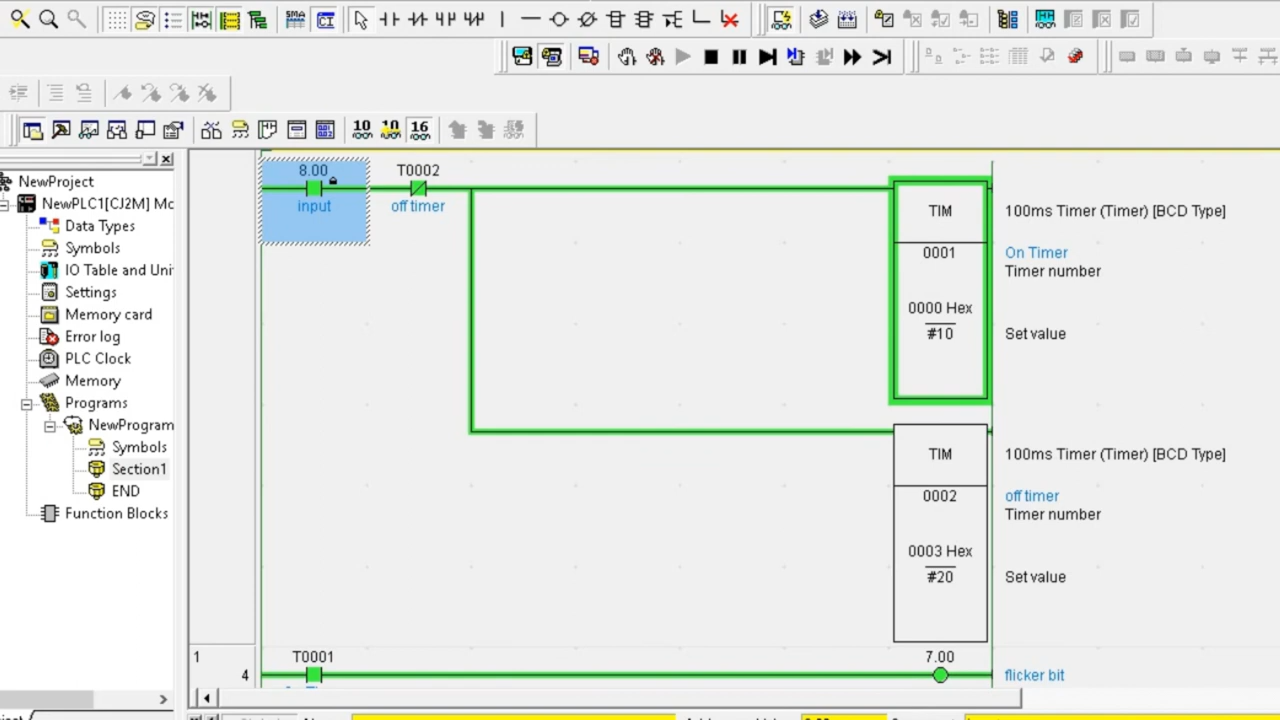 SMA
CI
10
10
16
NewProject
NewPLC1[CJ2M] Mc
Data Types
Symbols
IO Table and Uni
Settings
Memory card
Error log
PLC Clock
Memory
Programs
NewProgram
Symbols
Section1
END
Function Blocks
8.00
input
T0002
off timer
TIM
100ms Timer (Timer) [BCD Type]
0001
On Timer
Timer number
0000 Hex
#10
Set value
TIM
100ms Timer (Timer) [BCD Type]
0002
off timer
Timer number
0003 Hex
#20
Set value
1
4
T0001
7.00
flicker bit